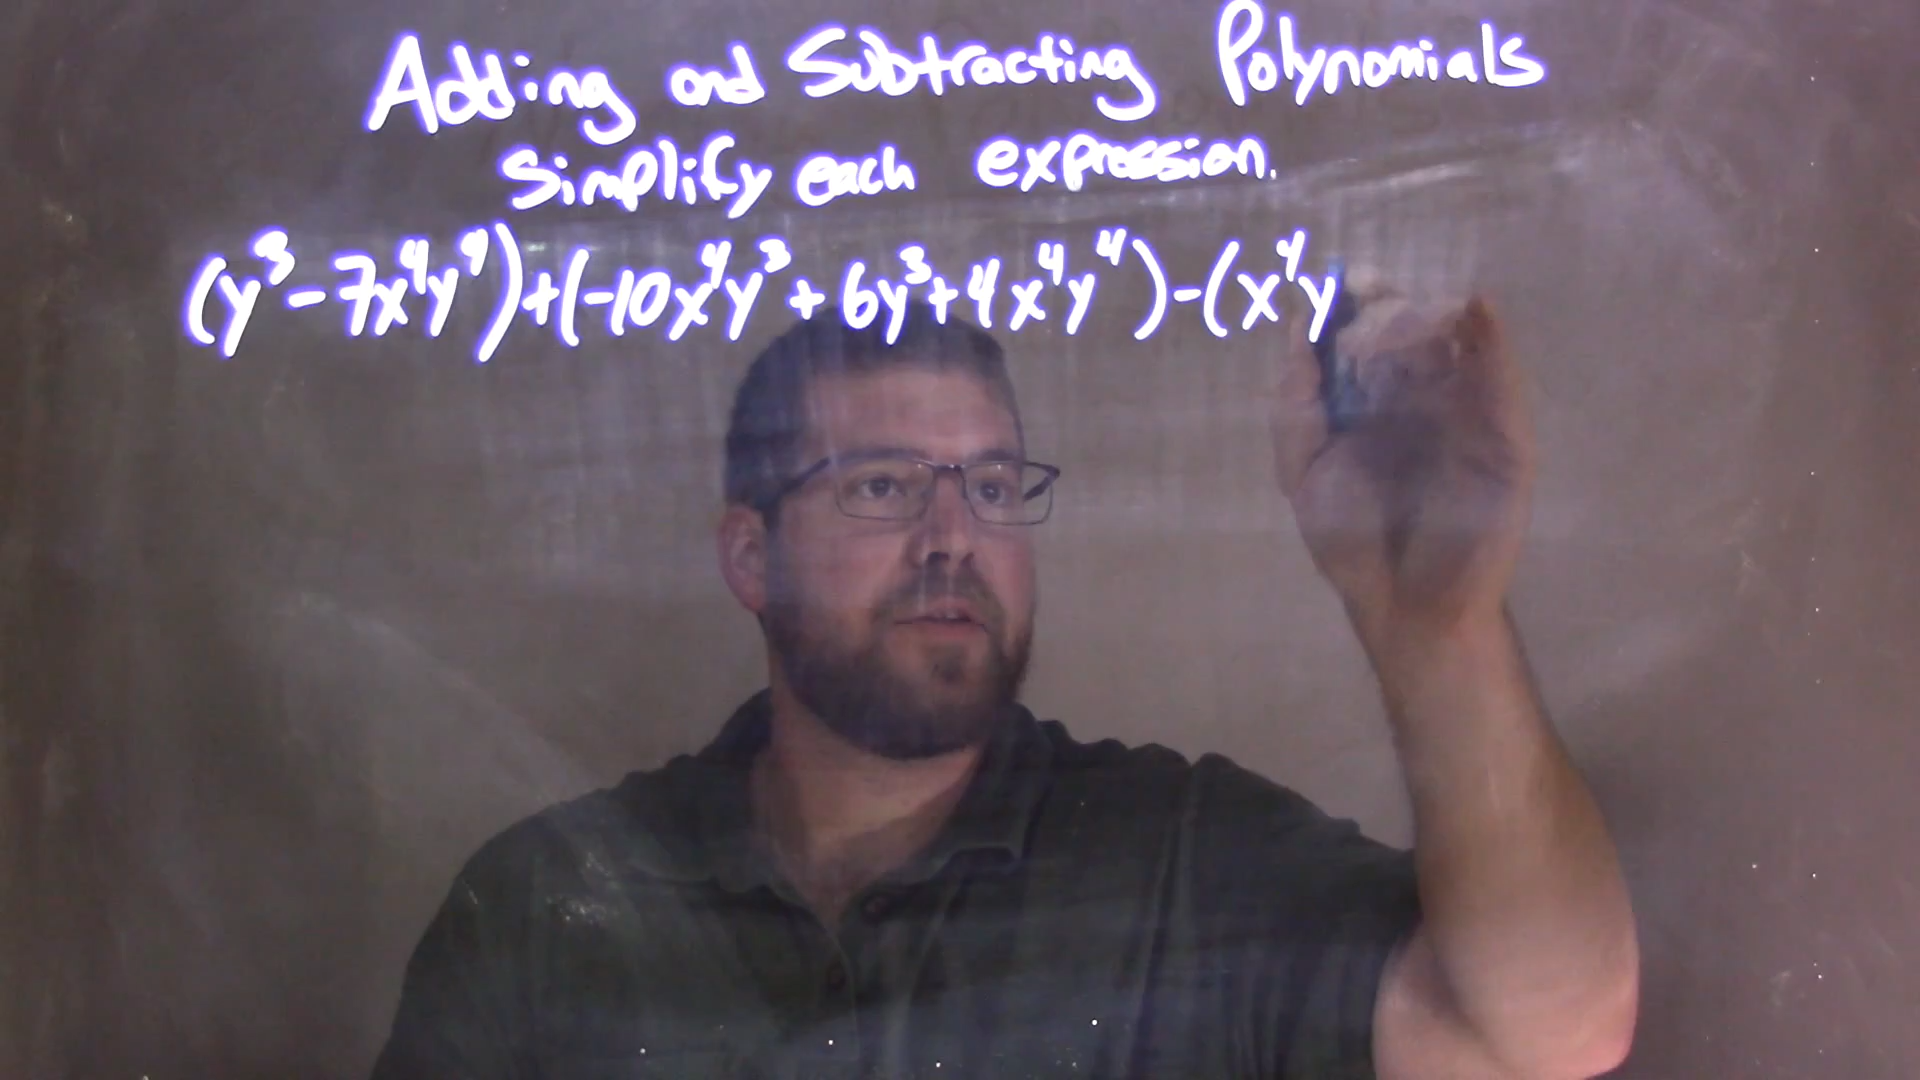 Adding and Subtracting Polynomials
Simplify each expression.
(y³-7x⁴y⁴)+(-10x⁴y³+6y³+4x⁴y⁴)-(x⁴y